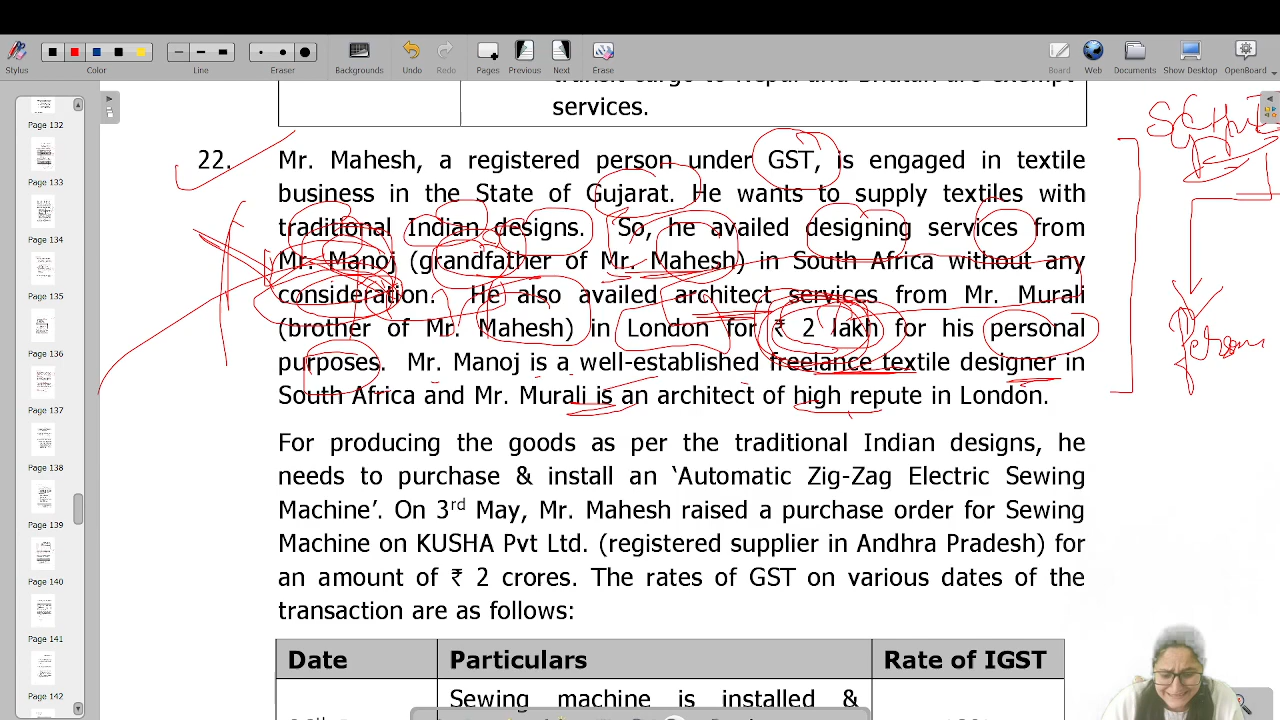 Stylus
Color
Line
Eraser
Backgrounds
Undo
Redo
Pages
Previous
Next
Erase
Board
Web
Documents
Show Desktop
OpenBoard
Page 132
Page 133
Page 134
Page 135
Page 136
Page 137
Page 138
Page 139
Page 140
Page 141
Page 142
services.
22. Mr. Mahesh, a registered person under GST, is engaged in textile
business in the State of Gujarat. He wants to supply textiles with
traditional Indian designs. So, he availed designing services from
Mr. Manoj (grandfather of Mr. Mahesh) in South Africa without any
consideration. He also availed architect services from Mr. Murali
(brother of Mr. Mahesh) in London for ₹ 2 lakh for his personal
purposes. Mr. Manoj is a well-established freelance textile designer in
South Africa and Mr. Murali is an architect of high repute in London.
For producing the goods as per the traditional Indian designs, he
needs to purchase & install an ‘Automatic Zig-Zag Electric Sewing
Machine’. On 3rd May, Mr. Mahesh raised a purchase order for Sewing
Machine on KUSHA Pvt Ltd. (registered supplier in Andhra Pradesh) for
an amount of ₹ 2 crores. The rates of GST on various dates of the
transaction are as follows:
Date Particulars Rate of IGST
Sewing machine is installed &